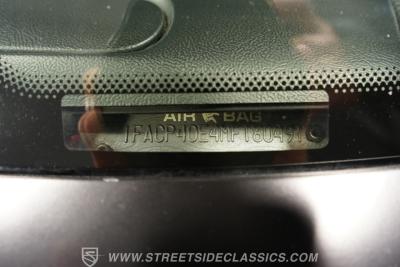 AIR BAG
1FACP40E4MF160491
WWW.STREETSIDECLASSICS.COM